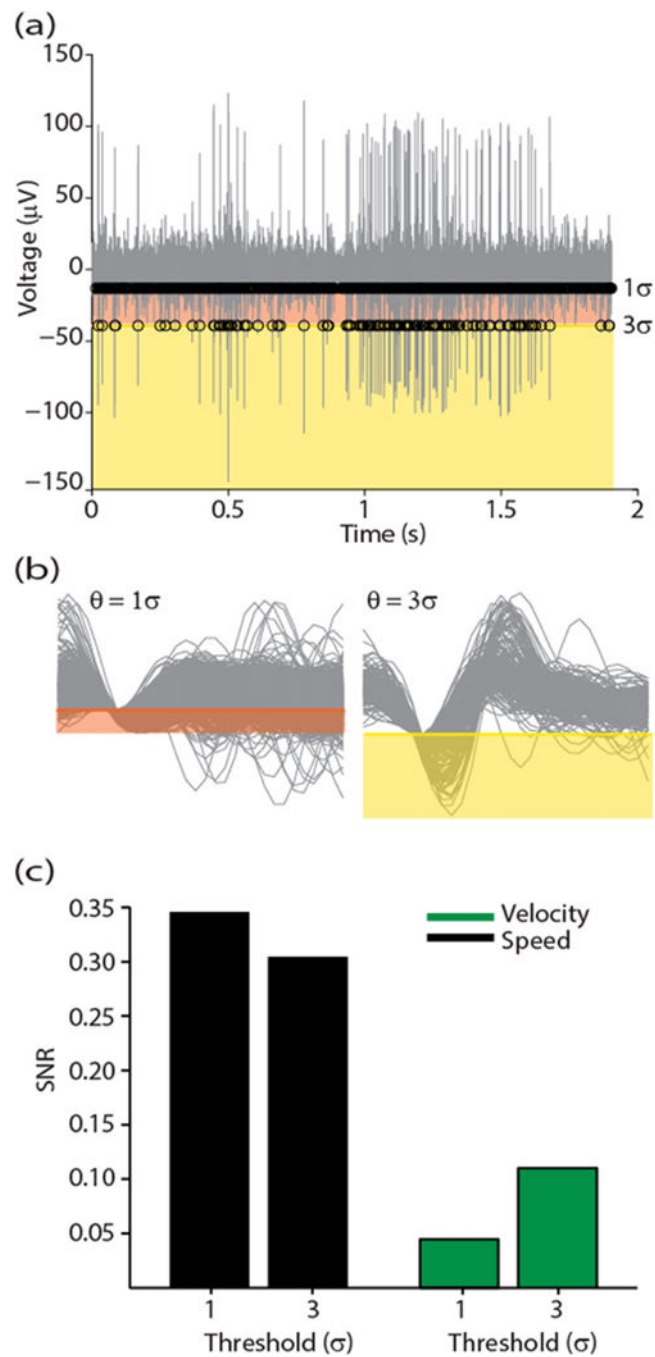 (a)
150
100
50
0
−50
−100
−150
Voltage (μV)
1σ
3σ
0 0.5 1 1.5 2
Time (s)
(b)
θ = 1σ θ = 3σ
(c)
0.35
0.30
0.25
0.20
0.15
0.10
0.05
SNR
Velocity
Speed
1 3 1 3
Threshold (σ) Threshold (σ)